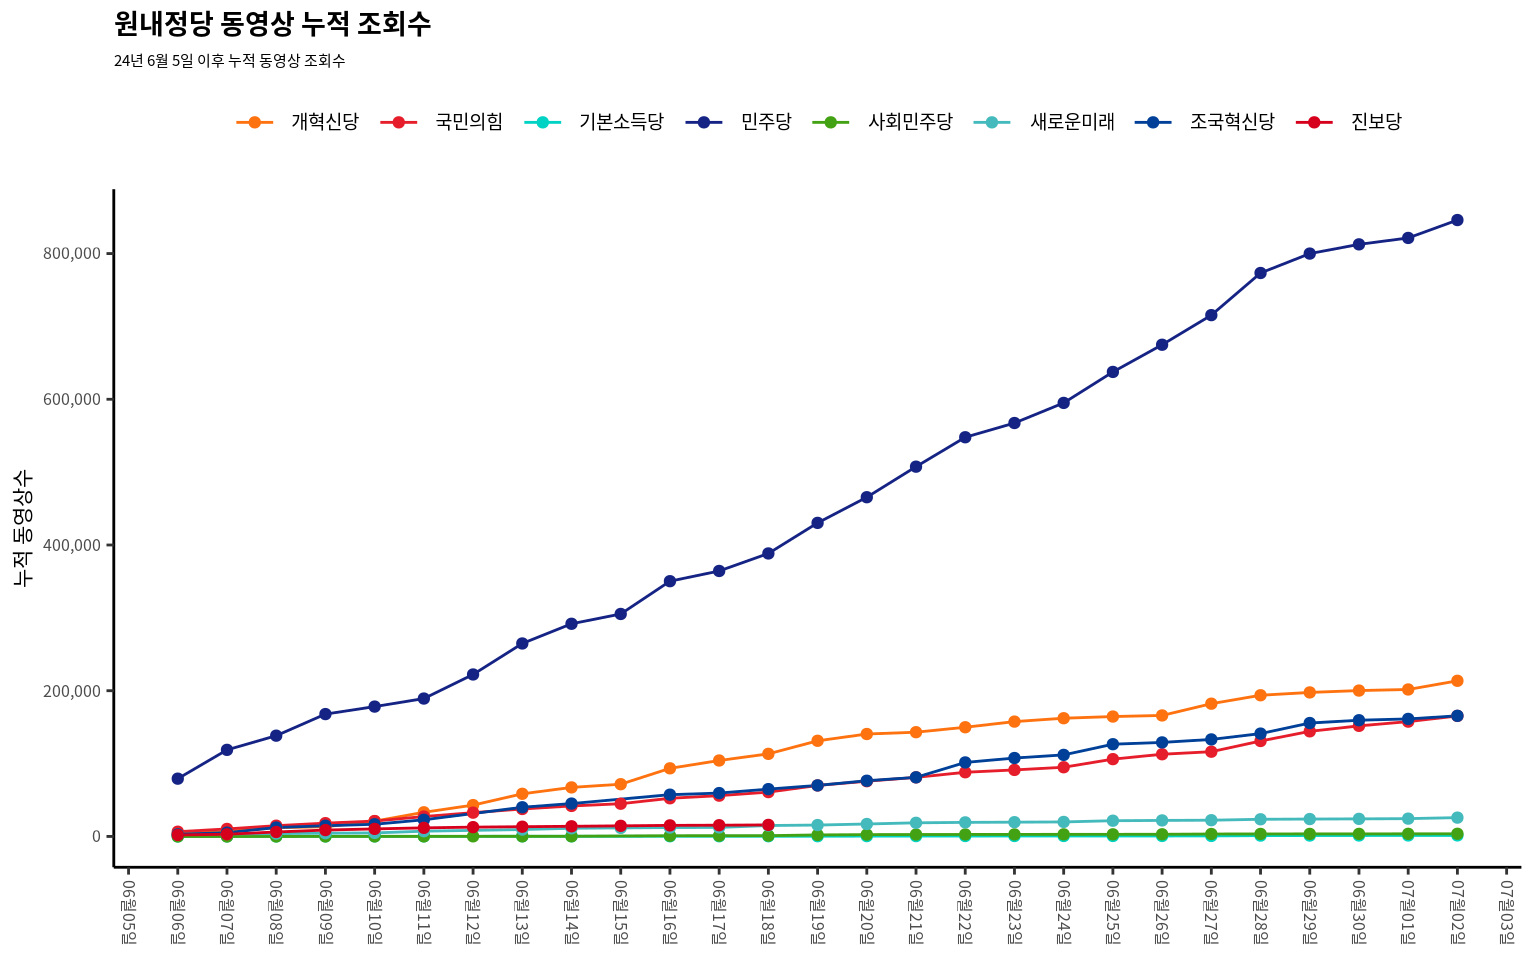 원내정당 동영상 누적 조회수
24년 6월 5일 이후 누적 동영상 조회수
개혁신당 국민의힘 기본소득당 민주당 사회민주당 새로운미래 조국혁신당 진보당
누적 동영상수
800,000
600,000
400,000
200,000
0
06월05일 06월06일 06월07일 06월08일 06월09일 06월10일 06월11일 06월12일 06월13일 06월14일 06월15일 06월16일 06월17일 06월18일 06월19일 06월20일 06월21일 06월22일 06월23일 06월24일 06월25일 06월26일 06월27일 06월28일 06월29일 06월30일 07월01일 07월02일 07월03일